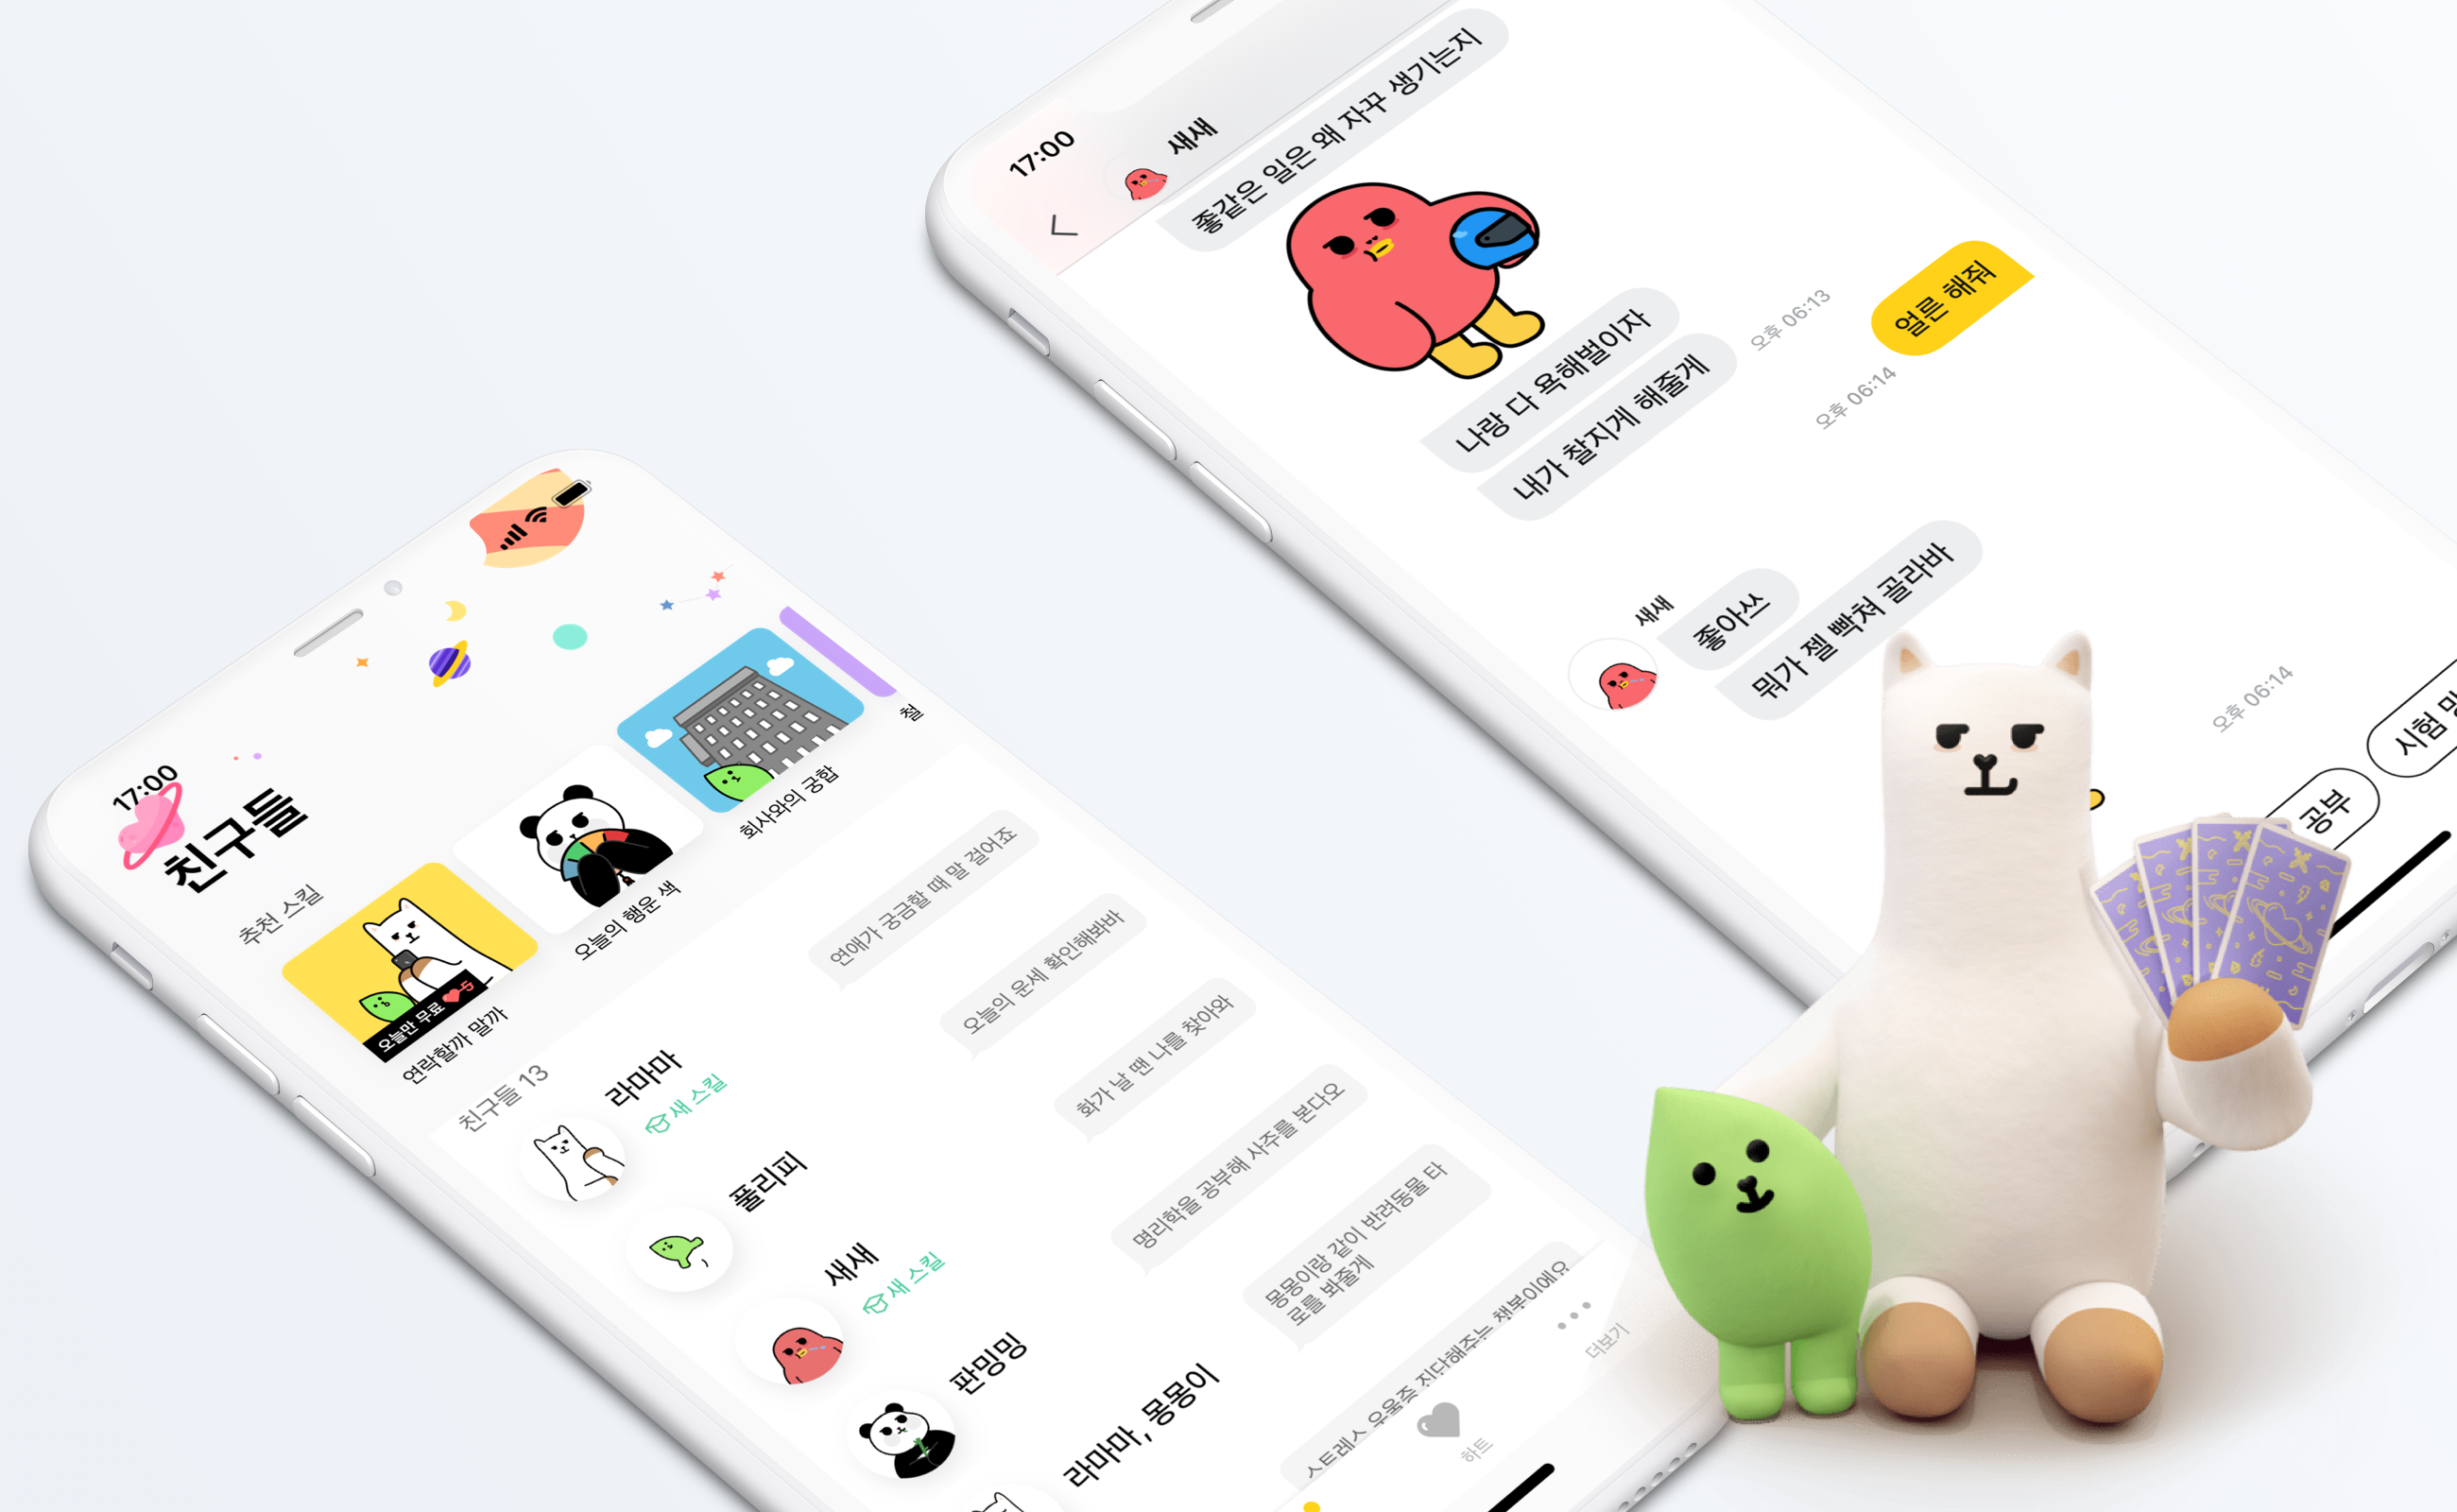 17:00
친구들
추천 스킬
오늘만 무료 5
연락할까 말까
오늘의 행운 색
회사와의 궁합
철
친구들 13
라마마
새 스킬
연애가 궁금할 때 말 걸어죠
폴리피
오늘의 운세 확인해봐바
새새
새 스킬
화가 날 땐 나를 찾아와
판밍밍
명리학을 공부해 사주를 본다오
라마마, 몽몽이
몽몽이랑 같이 반려동물 타
로를 봐줄게
스트레스 우울증 진단해주는 챗봇이에요
하트
더보기
17:00
새새
좋같은 일은 왜 자꾸 생기는지
나랑 다 욕해벌이자
내가 찰지게 해줄게
오후 06:13
얼른 해줘
오후 06:14
새새
좋아쓰
뭐가 젤 빡쳐 골라바
오후 06:14
시험
공부